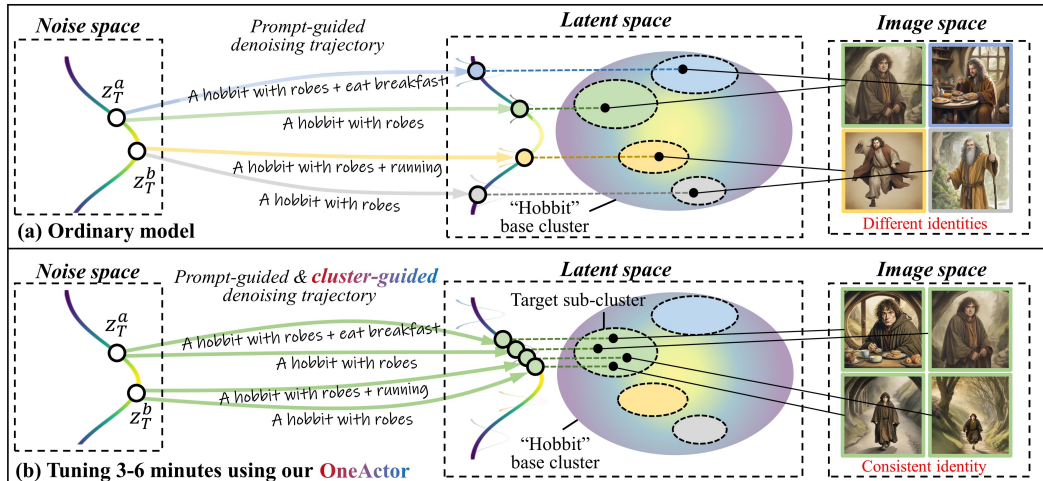 Noise space
Prompt-guided
denoising trajectory
Latent space
Image space
z_T^a
A hobbit with robes + eat breakfast
A hobbit with robes
z_T^b
A hobbit with robes + running
A hobbit with robes
"Hobbit"
base cluster
Different identities
(a) Ordinary model
Noise space
Prompt-guided & cluster-guided
denoising trajectory
Latent space
Image space
Target sub-cluster
z_T^a
A hobbit with robes + eat breakfast
A hobbit with robes
z_T^b
A hobbit with robes + running
A hobbit with robes
"Hobbit"
base cluster
Consistent identity
(b) Tuning 3-6 minutes using our OneActor